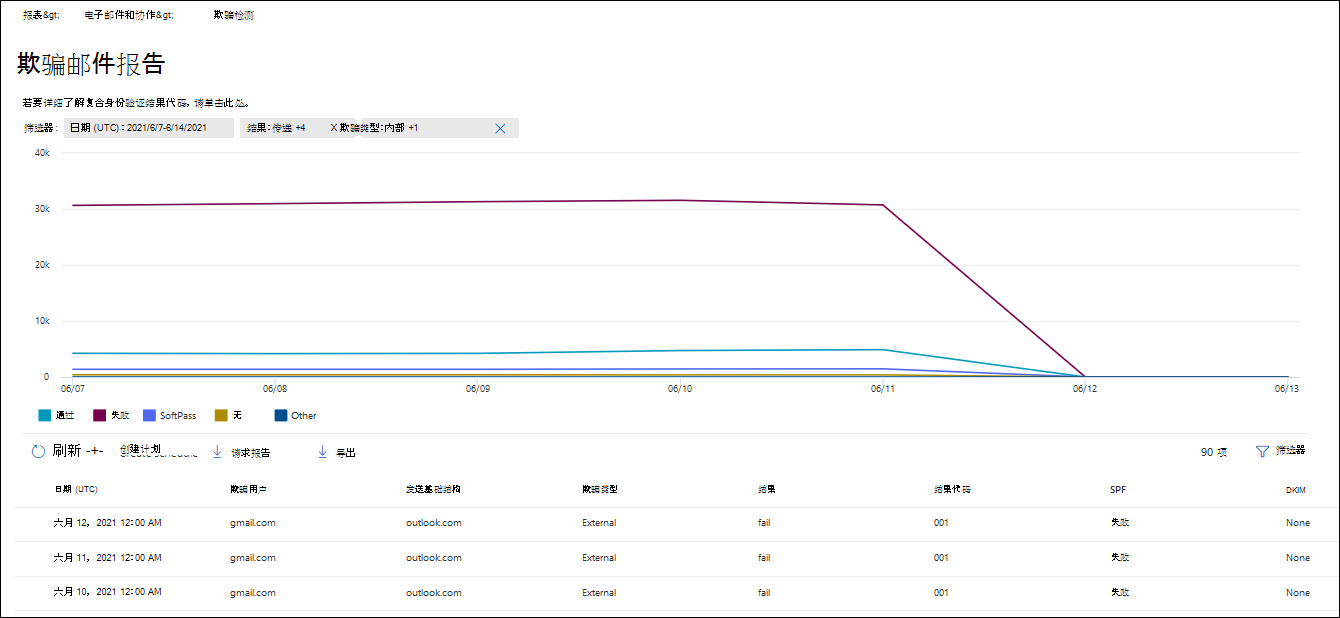 报表&gt; 电子邮件和协作&gt; 欺骗检测
欺骗邮件报告
若要详细了解复合身份验证结果代码, 请单击此处。
筛选器: 日期 (UTC) : 2021/6/7-6/14/2021 结果: 传递 +4 X 欺骗类型:内部 +1
40k
30k
20k
10k
0
06/07 06/08 06/09 06/10 06/11 06/12 06/13
通过 失败 SoftPass 无 Other
刷新 -+- 创建计划 请求报告 导出 90 项 筛选器
日期 (UTC) 欺骗用户 发送基础结构 欺骗类型 结果 结果代码 SPF DKIM
六月 12, 2021 12:00 AM gmail.com outlook.com External fail 001 失败 None
六月 11, 2021 12:00 AM gmail.com outlook.com External fail 001 失败 None
六月 10, 2021 12:00 AM gmail.com outlook.com External fail 001 失败 None